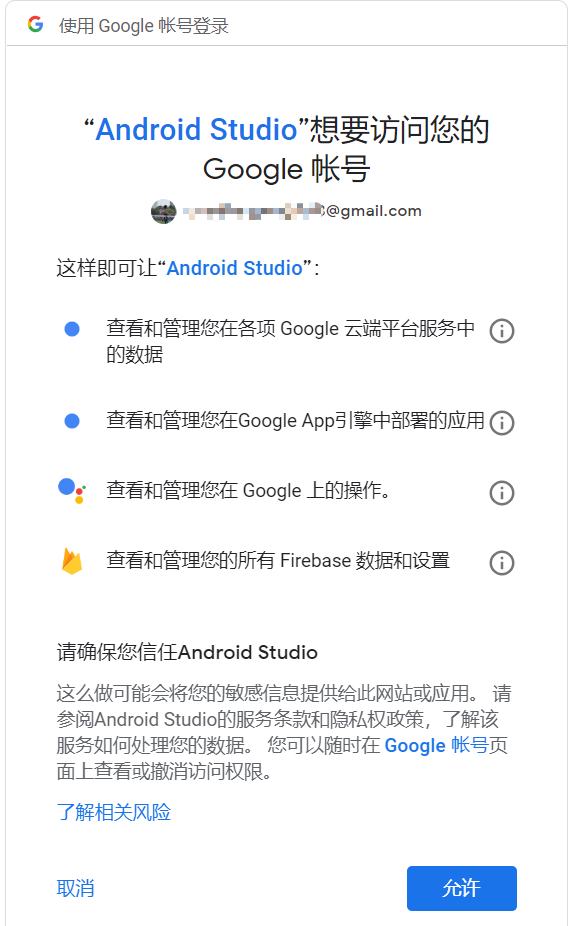 使用 Google 帐号登录
“Android Studio”想要访问您的
Google 帐号
@gmail.com
这样即可让“Android Studio”：
查看和管理您在各项 Google 云端平台服务中
的数据
查看和管理您在Google App引擎中部署的应用
查看和管理您在 Google 上的操作。
查看和管理您的所有 Firebase 数据和设置
请确保您信任Android Studio
这么做可能会将您的敏感信息提供给此网站或应用。 请
参阅Android Studio的服务条款和隐私权政策，了解该
服务如何处理您的数据。 您可以随时在 Google 帐号页
面上查看或撤消访问权限。
了解相关风险
取消
允许